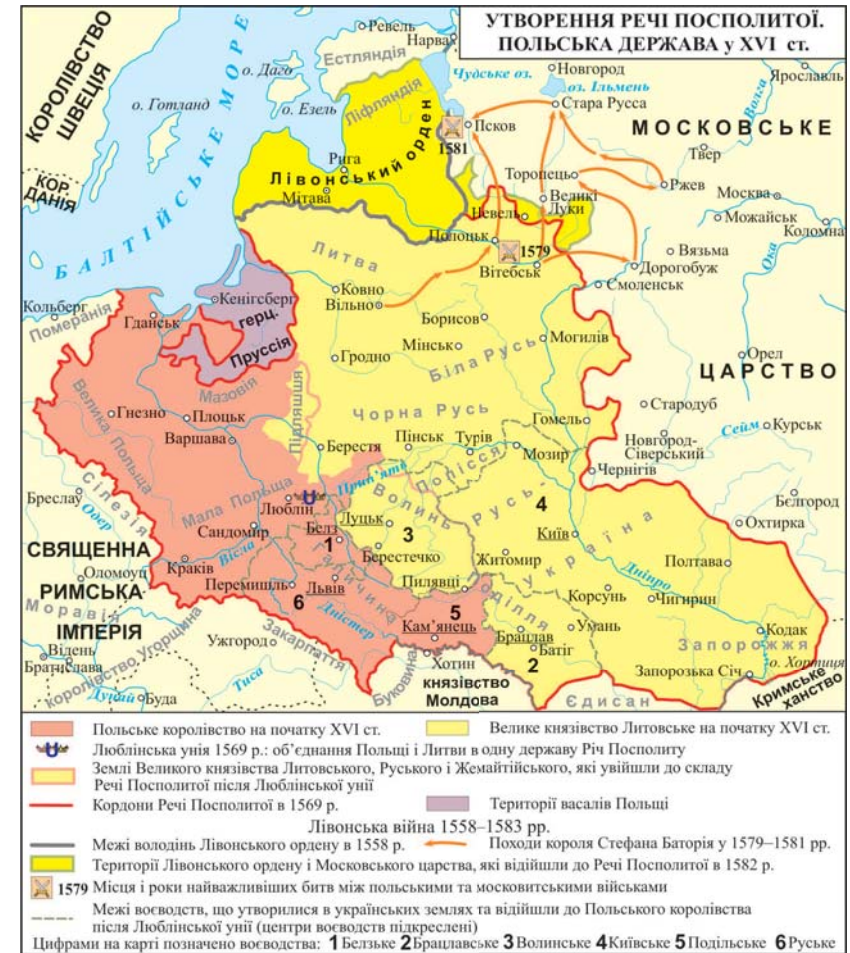 УТВОРЕННЯ РЕЧІ ПОСПОЛИТОЇ.
ПОЛЬСЬКА ДЕРЖАВА у XVI ст.
КОРОЛІВСТВО
ШВЕЦІЯ
БАЛТІЙСЬКЕ МОРЕ
о. Готланд
о. Даго
о. Езель
Ревель
Нарва
Естляндія
Ліфляндія
Чудське оз.
Новгород
оз. Ільмень
Стара Русса
Ярославль
Волга
Псков
1581
МОСКОВСЬКЕ
ЦАРСТВО
Твер
Лівонський орден
Рига
Мітава
КОР.
ДАНІЯ
Торопець
Великі
Луки
Ржев
Москва
Можайськ
Коломна
Невель
Полоцьк
1579
Вітебськ
Вязьма
Дорогобуж
Смоленськ
Ока
ЛИТВА
Ковно
Вільно
Кольберг
Померанія
Гданськ
Кенігсберг
герц.
Пруссія
Борисов
Мінськ
Могилів
Гродно
Біла Русь
Орел
Мазовія
Підляшшя
Чорна Русь
Велика Польща
Гнезно
Плоцьк
Варшава
Стародуб
Гомель
Новгород-
Сіверський
Сейм
Курськ
Берестя
Пінськ
Турів
Мозир
Чернігів
Полісся
Прип'ять
Бреслау
Сілезія
Одер
Мала Польща
Люблін
Волинь
Русь-Україна
4
Бєлгород
Охтирка
Сандомир
Белз
1
Луцьк
3
Берестечко
Київ
СВЯЩЕННА
РИМСЬКА
ІМПЕРІЯ
Оломоуц
Моравія
Краків
Вісла
Перемишль
Львів
Галичина
Житомир
Полтава
Пилявці
Дніпро
Корсунь
Чигирин
6
Дністер
5
Поділля
Кам'янець
Брацлав
Батіг
2
Умань
Кодак
Запорожжя
Відень
Братислава
королівство Угорщина
Ужгород
Закарпаття
Тиса
Дунай
Буда
Буковина
Хотин
князівство
Молдова
Запорозька Січ
о. Хортиця
Кримське
ханство
Єдисан
Польське королівство на початку XVI ст.
Велике князівство Литовське на початку XVI ст.
Люблінська унія 1569 р.: об'єднання Польщі і Литви в одну державу Річ Посполиту
Землі Великого князівства Литовського, Руського і Жемайтійського, які увійшли до складу
Речі Посполитої після Люблінської унії
Кордони Речі Посполитої в 1569 р.
Території васалів Польщі
Лівонська війна 1558–1583 рр.
Межі володінь Лівонського ордену в 1558 р.
Походи короля Стефана Баторія у 1579–1581 рр.
Території Лівонського ордену і Московського царства, які відійшли до Речі Посполитої в 1582 р.
1579 Місця і роки найважливіших битв між польськими та московитськими військами
Межі воєводств, що утворилися в українських землях та відійшли до Польського королівства
після Люблінської унії (центри воєводств підкреслені)
Цифрами на карті позначено воєводства: 1 Белзьке 2 Брацлавське 3 Волинське 4 Київське 5 Подільське 6 Руське